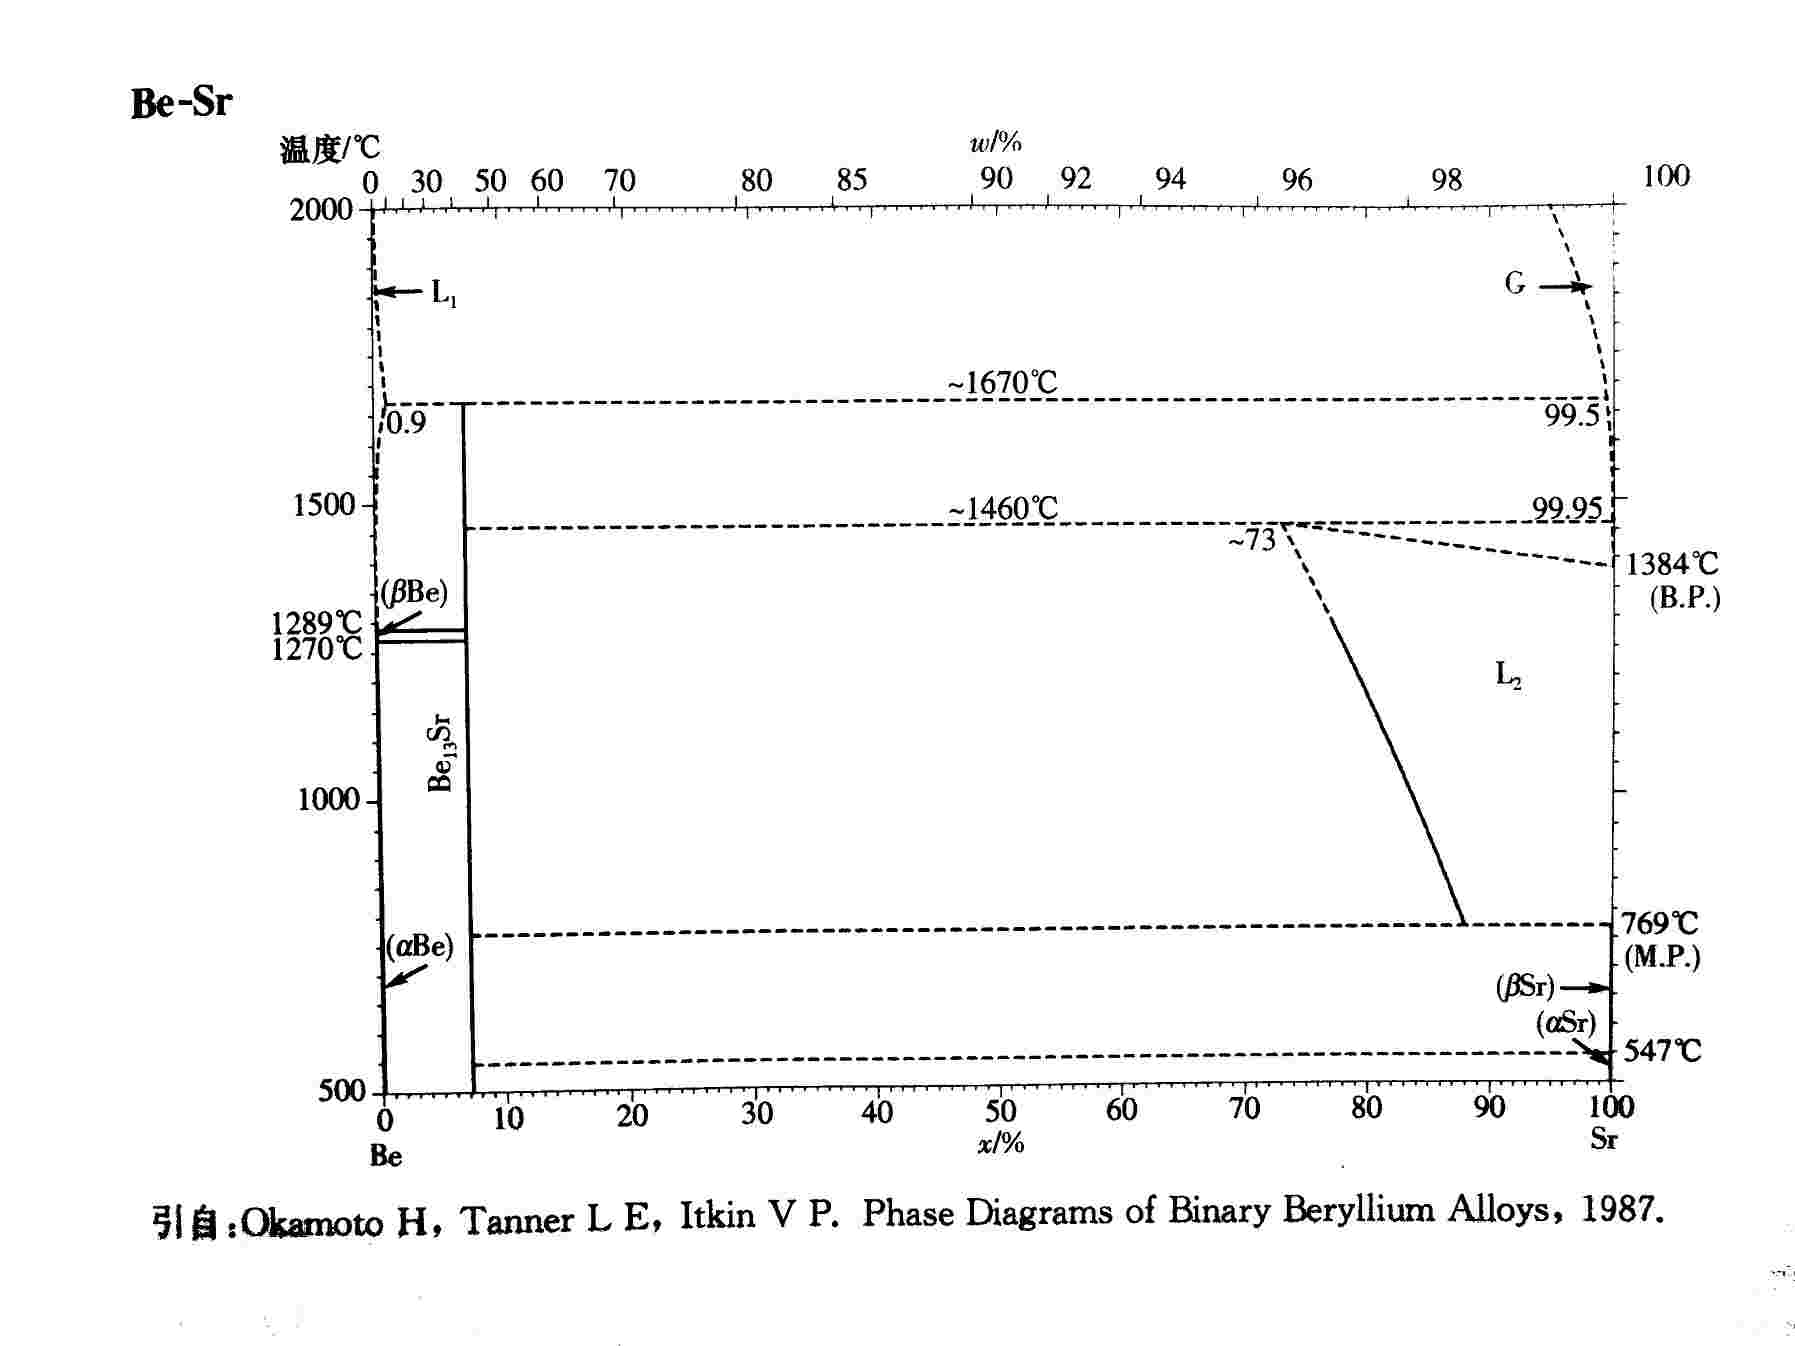 Be-Sr
温度/℃
w/%
0 30 50 60 70 80 85 90 92 94 96 98 100
2000
L₁
G
~1670℃
0.9
99.5
1500
~1460℃
99.95
~73
1384℃
(B.P.)
(βBe)
1289℃
1270℃
L₂
Be₁₃Sr
1000
769℃
(M.P.)
(αBe)
(βSr)
(αSr)
547℃
500
0 10 20 30 40 50 60 70 80 90 100
Be
x/%
Sr
引自:Okamoto H, Tanner L E, Itkin V P. Phase Diagrams of Binary Beryllium Alloys, 1987.